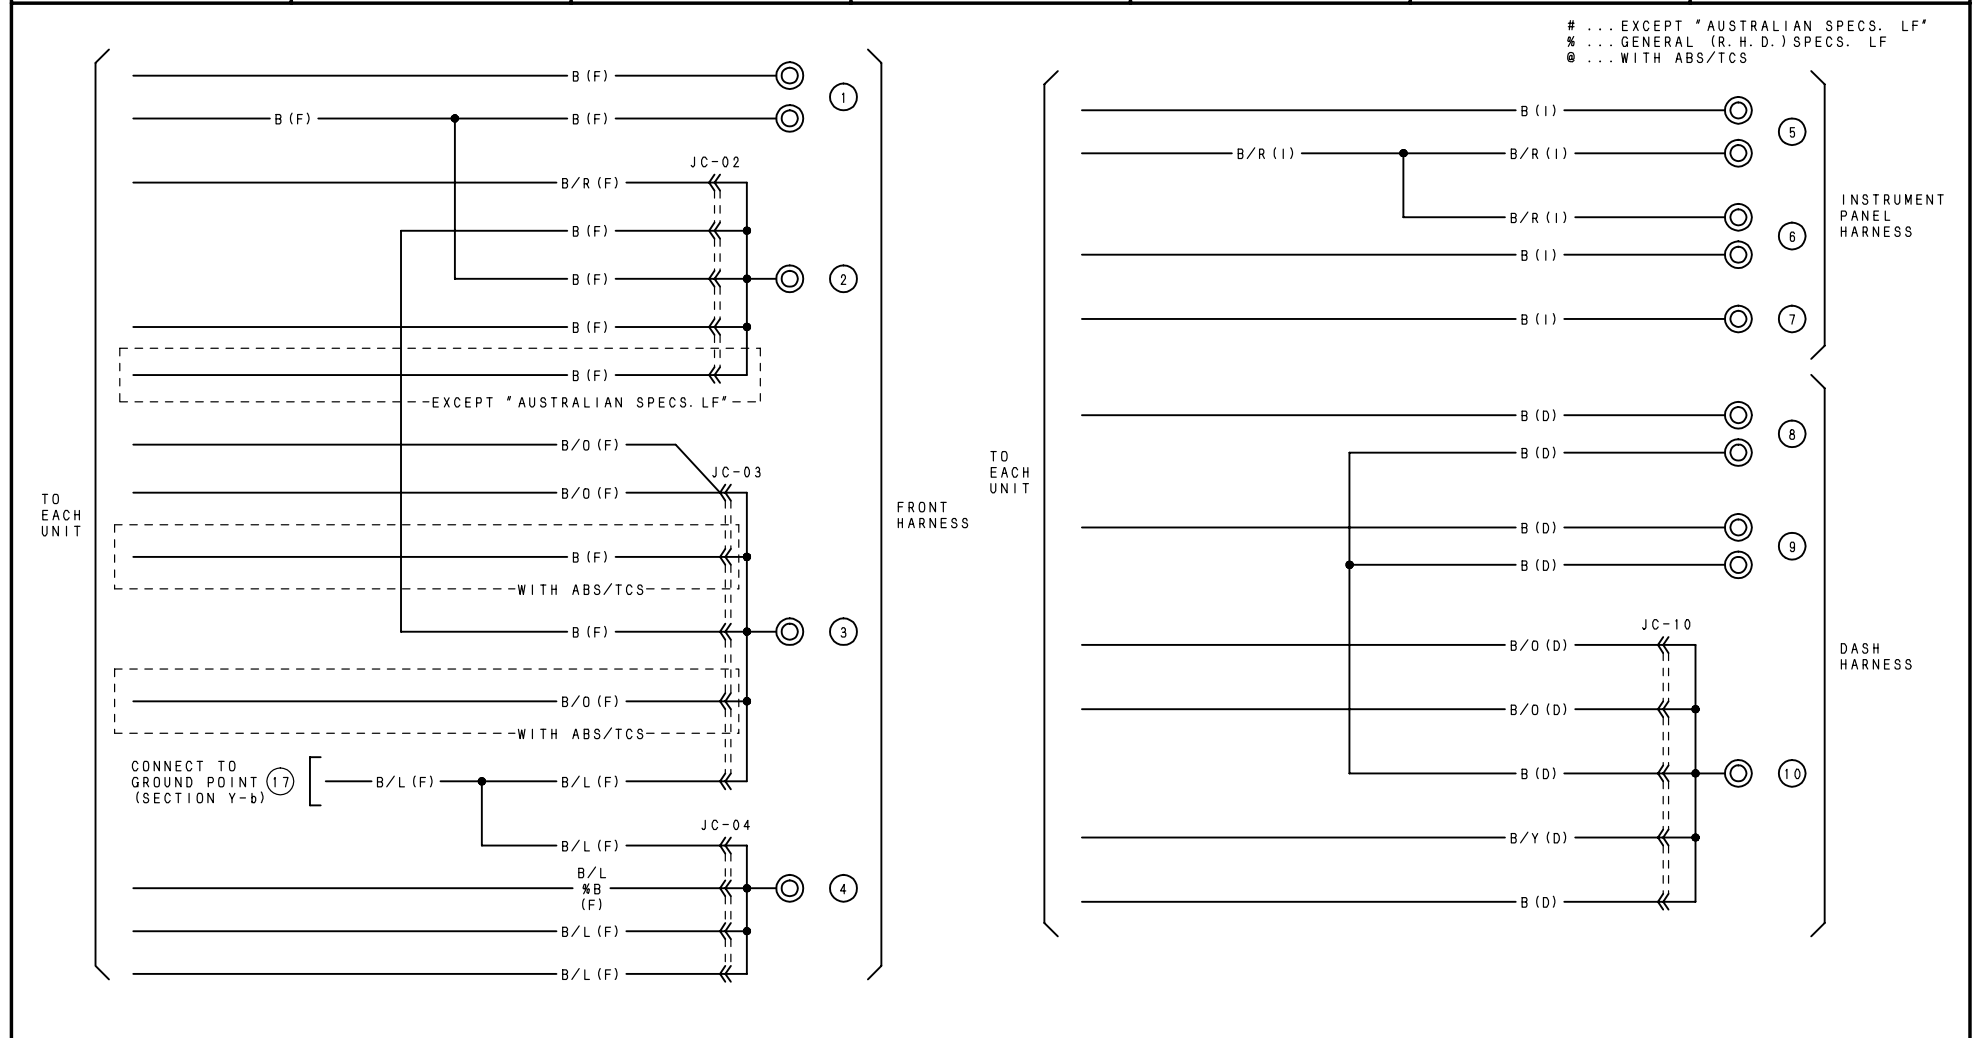 # ... EXCEPT "AUSTRALIAN SPECS. LF"
% ... GENERAL (R.H.D.) SPECS. LF
@ ... WITH ABS/TCS
B (F)
1
B (F) B (F)
JC-02
B/R (F)
B (F)
B (F)
2
B (F)
B (F)
EXCEPT "AUSTRALIAN SPECS. LF"
B/O (F)
JC-03
B/O (F)
TO
EACH
UNIT
FRONT
HARNESS
B (F)
WITH ABS/TCS
B (F)
3
B/O (F)
WITH ABS/TCS
CONNECT TO
GROUND POINT 17
(SECTION Y-b)
B/L (F) B/L (F)
JC-04
B/L (F)
B/L
%B
(F)
4
B/L (F)
B/L (F)
B (I)
5
B/R (I) B/R (I)
B/R (I)
6
B (I)
INSTRUMENT
PANEL
HARNESS
B (I)
7
B (D)
8
B (D)
TO
EACH
UNIT
B (D)
9
B (D)
JC-10
B/O (D)
DASH
HARNESS
B/O (D)
B (D)
10
B/Y (D)
B (D)